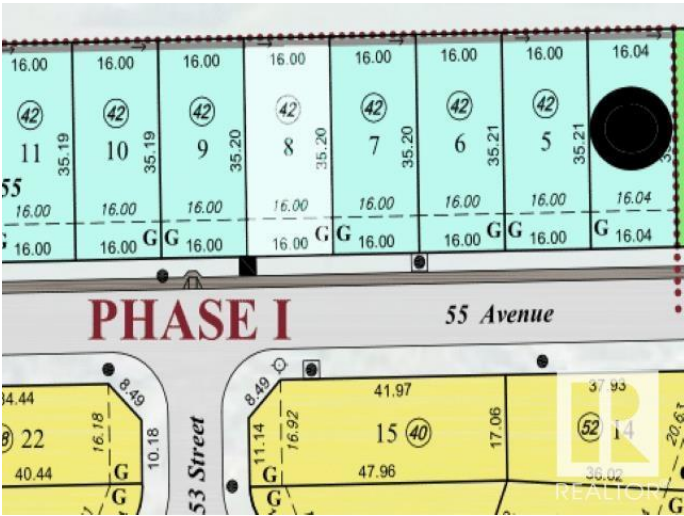 16.00 16.00 16.00 16.00 16.00 16.00 16.00 16.04
42 42 42 42 42 42 42
11 10 9 8 7 6 5
35.19 35.19 35.20 35.20 35.20 35.21 35.21
55
16.00 16.00 16.00 16.00 16.00 16.00 16.00 16.04
16.00 G G 16.00 16.00 G G 16.00 16.00 G G 16.00 G 16.04
16.00
PHASE I
55 Avenue
8.49 8.49
41.97 37.93
40.44
22
16.18
10.18
G
G
53 Street
11.14
16.92
15 40
17.06
47.96
G
G
52 14
36.02
20.63
G
REALTOR